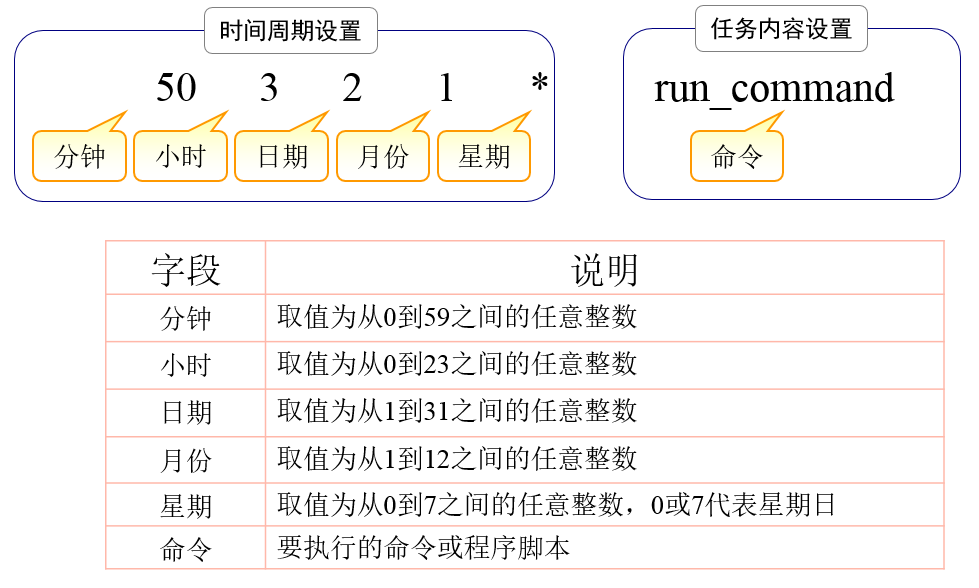 时间周期设置
任务内容设置
50 3 2 1 *
run_command
分钟 小时 日期 月份 星期
命令
字段 说明
分钟 取值为从0到59之间的任意整数
小时 取值为从0到23之间的任意整数
日期 取值为从1到31之间的任意整数
月份 取值为从1到12之间的任意整数
星期 取值为从0到7之间的任意整数，0或7代表星期日
命令 要执行的命令或程序脚本